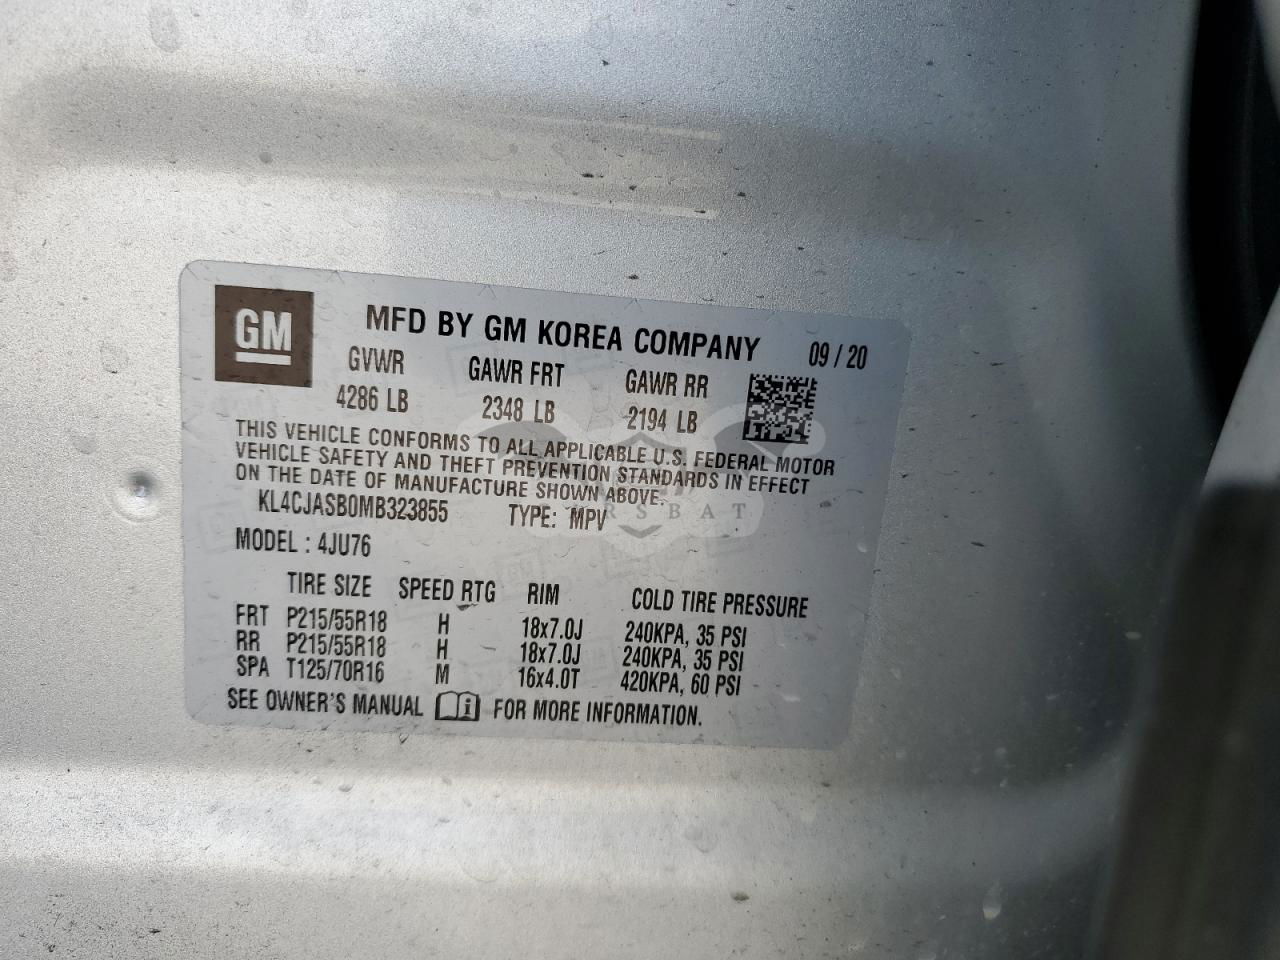 GM
MFD BY GM KOREA COMPANY 09 / 20
GVWR GAWR FRT GAWR RR
4286 LB 2348 LB 2194 LB
THIS VEHICLE CONFORMS TO ALL APPLICABLE U.S. FEDERAL MOTOR
VEHICLE SAFETY AND THEFT PREVENTION STANDARDS IN EFFECT
ON THE DATE OF MANUFACTURE SHOWN ABOVE.
KL4CJASB0MB323855 TYPE: MPV
MODEL : 4JU76
TIRE SIZE SPEED RTG RIM COLD TIRE PRESSURE
FRT P215/55R18 H 18x7.0J 240KPA, 35 PSI
RR P215/55R18 H 18x7.0J 240KPA, 35 PSI
SPA T125/70R16 M 16x4.0T 420KPA, 60 PSI
SEE OWNER'S MANUAL FOR MORE INFORMATION.